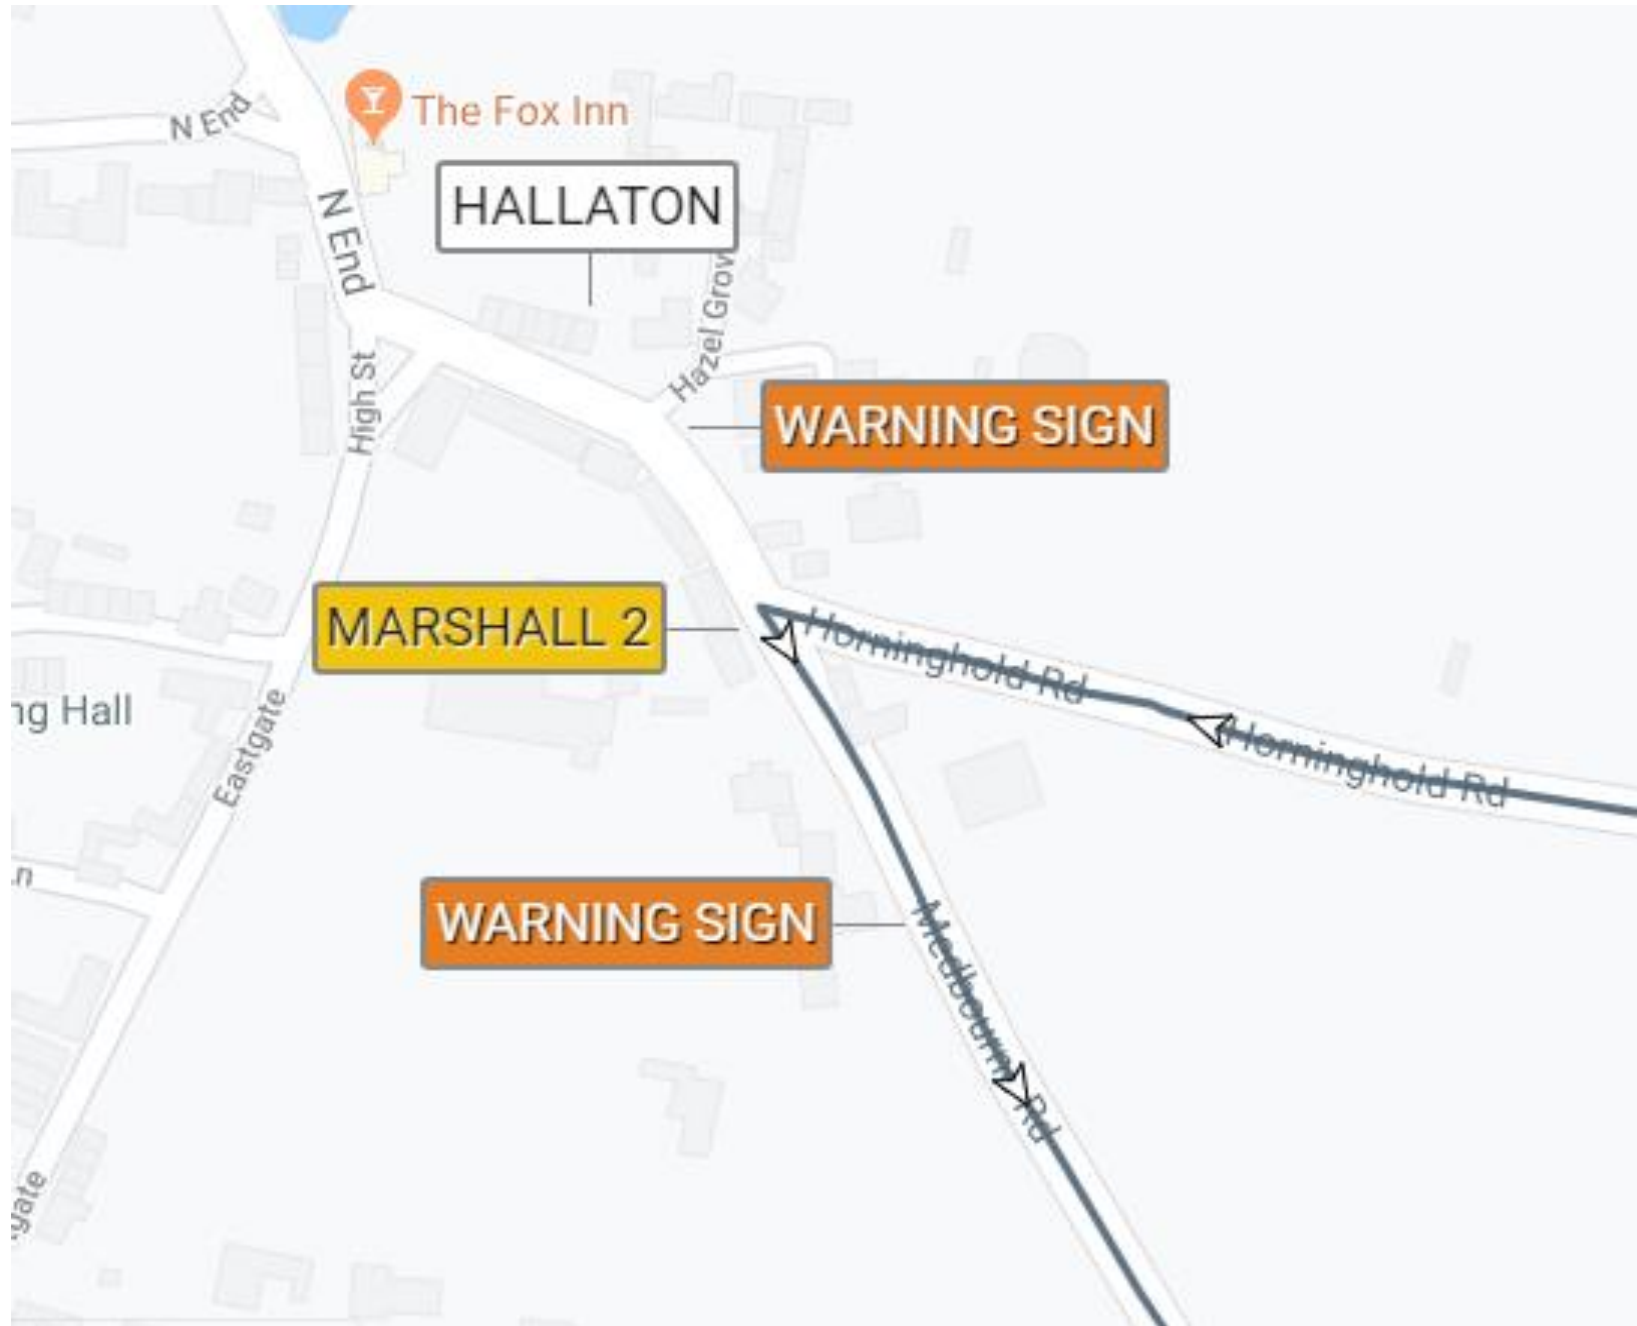 N End
The Fox Inn
HALLATON
N End
Hazel Grov
High St
WARNING SIGN
MARSHALL 2
Horninghold Rd
ng Hall
Eastgate
Horninghold Rd
n
WARNING SIGN
Medbourn Rd
gate